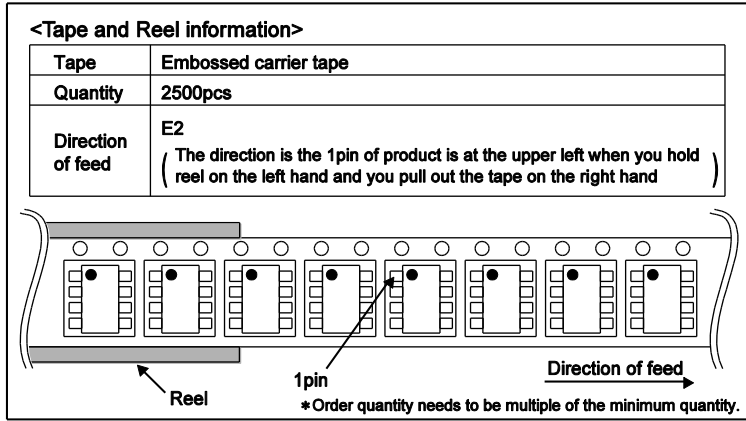 <Tape and Reel information>
Tape Embossed carrier tape
Quantity 2500pcs
Direction of feed E2
( The direction is the 1pin of product is at the upper left when you hold
reel on the left hand and you pull out the tape on the right hand )
Reel
1pin
Direction of feed
*Order quantity needs to be multiple of the minimum quantity.